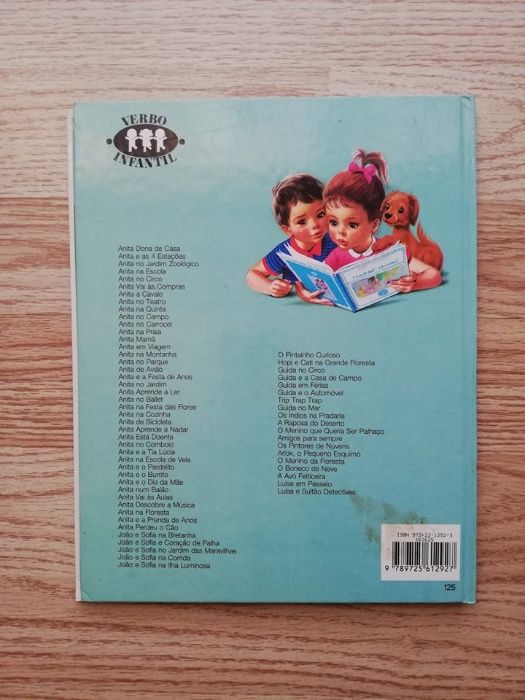 VERBO
INFANTIL
Anita Dona de Casa
Anita e as 4 Estações
Anita no Jardim Zoológico
Anita na Escola
Anita no Circo
Anita Vai às Compras
Anita a Cavalo
Anita no Teatro
Anita na Quinta
Anita no Campo
Anita no Carrocel
Anita na Praia
Anita Mamã
Anita em Viagem
Anita na Montanha
Anita no Parque
Anita de Avião
Anita e a Festa de Anos
Anita no Jardim
Anita Aprende a Ler
Anita no Ballet
Anita na Festa das Flores
Anita na Cozinha
Anita de Bicicleta
Anita Aprende a Nadar
Anita Está Doente
Anita no Comboio
Anita e a Tia Lúcia
Anita na Escola de Vela
Anita e o Pardalito
Anita e o Burrito
Anita e o Dia da Mãe
Anita num Balão
Anita Vai às Aulas
Anita Descobre a Música
Anita na Floresta
Anita e a Prenda de Anos
Anita Perdeu o Cão
João e Sofia na Bretanha
João e Sofia e Coração de Palha
João e Sofia no Jardim das Maravilhas
João e Sofia na Corrida
João e Sofia na Ilha Luminosa
O Pintainho Curioso
Hopi e Cati na Grande Floresta
Guida no Circo
Guida e a Casa de Campo
Guida em Férias
Guida e o Automóvel
Trip Trap Trap
Guida no Mar
Os Índios na Pradaria
A Raposa do Deserto
O Menino que Queria Ser Palhaço
Amigos para sempre
Os Pintores de Nuvens
Arlok, o Pequeno Esquimó
O Menino da Floresta
O Boneco de Neve
A Avó Feiticeira
Luísa em Passeio
Luísa e Sultão Detectives
ISBN 972-22-1292-3
9 789725 612927
125